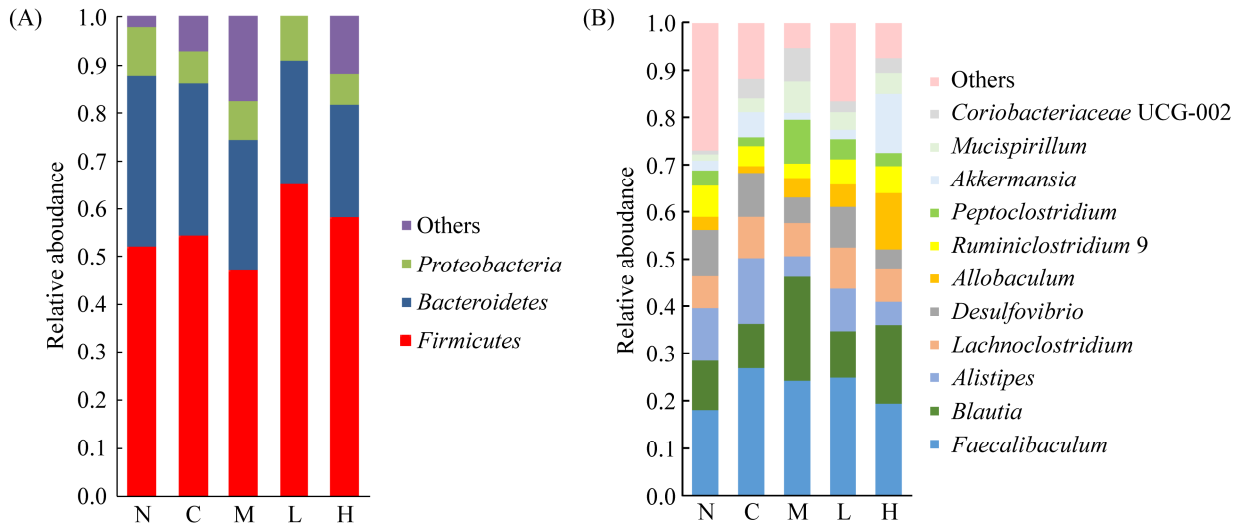 (A)
Relative aboudance
1.0
0.9
0.8
0.7
0.6
0.5
0.4
0.3
0.2
0.1
0.0
N C M L H
Others
Proteobacteria
Bacteroidetes
Firmicutes
(B)
Relative aboudance
1.0
0.9
0.8
0.7
0.6
0.5
0.4
0.3
0.2
0.1
0.0
N C M L H
Others
Coriobacteriaceae UCG-002
Mucispirillum
Akkermansia
Peptoclostridium
Ruminiclostridium 9
Allobaculum
Desulfovibrio
Lachnoclostridium
Alistipes
Blautia
Faecalibaculum